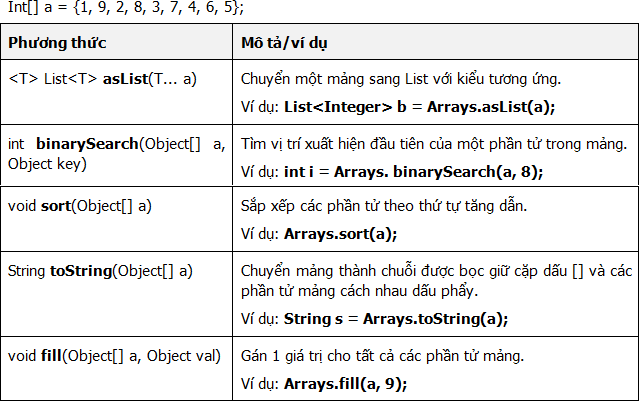 Int[] a = {1, 9, 2, 8, 3, 7, 4, 6, 5};
Phương thức
Mô tả/ví dụ
<T> List<T> asList(T... a)
Chuyển một mảng sang List với kiểu tương ứng.
Ví dụ: List<Integer> b = Arrays.asList(a);
int binarySearch(Object[] a,
Object key)
Tìm vị trí xuất hiện đầu tiên của một phần tử trong mảng.
Ví dụ: int i = Arrays. binarySearch(a, 8);
void sort(Object[] a)
Sắp xếp các phần tử theo thứ tự tăng dẫn.
Ví dụ: Arrays.sort(a);
String toString(Object[] a)
Chuyển mảng thành chuỗi được bọc giữ cặp dấu [] và các
phần tử mảng cách nhau dấu phẩy.
Ví dụ: String s = Arrays.toString(a);
void fill(Object[] a, Object val)
Gán 1 giá trị cho tất cả các phần tử mảng.
Ví dụ: Arrays.fill(a, 9);